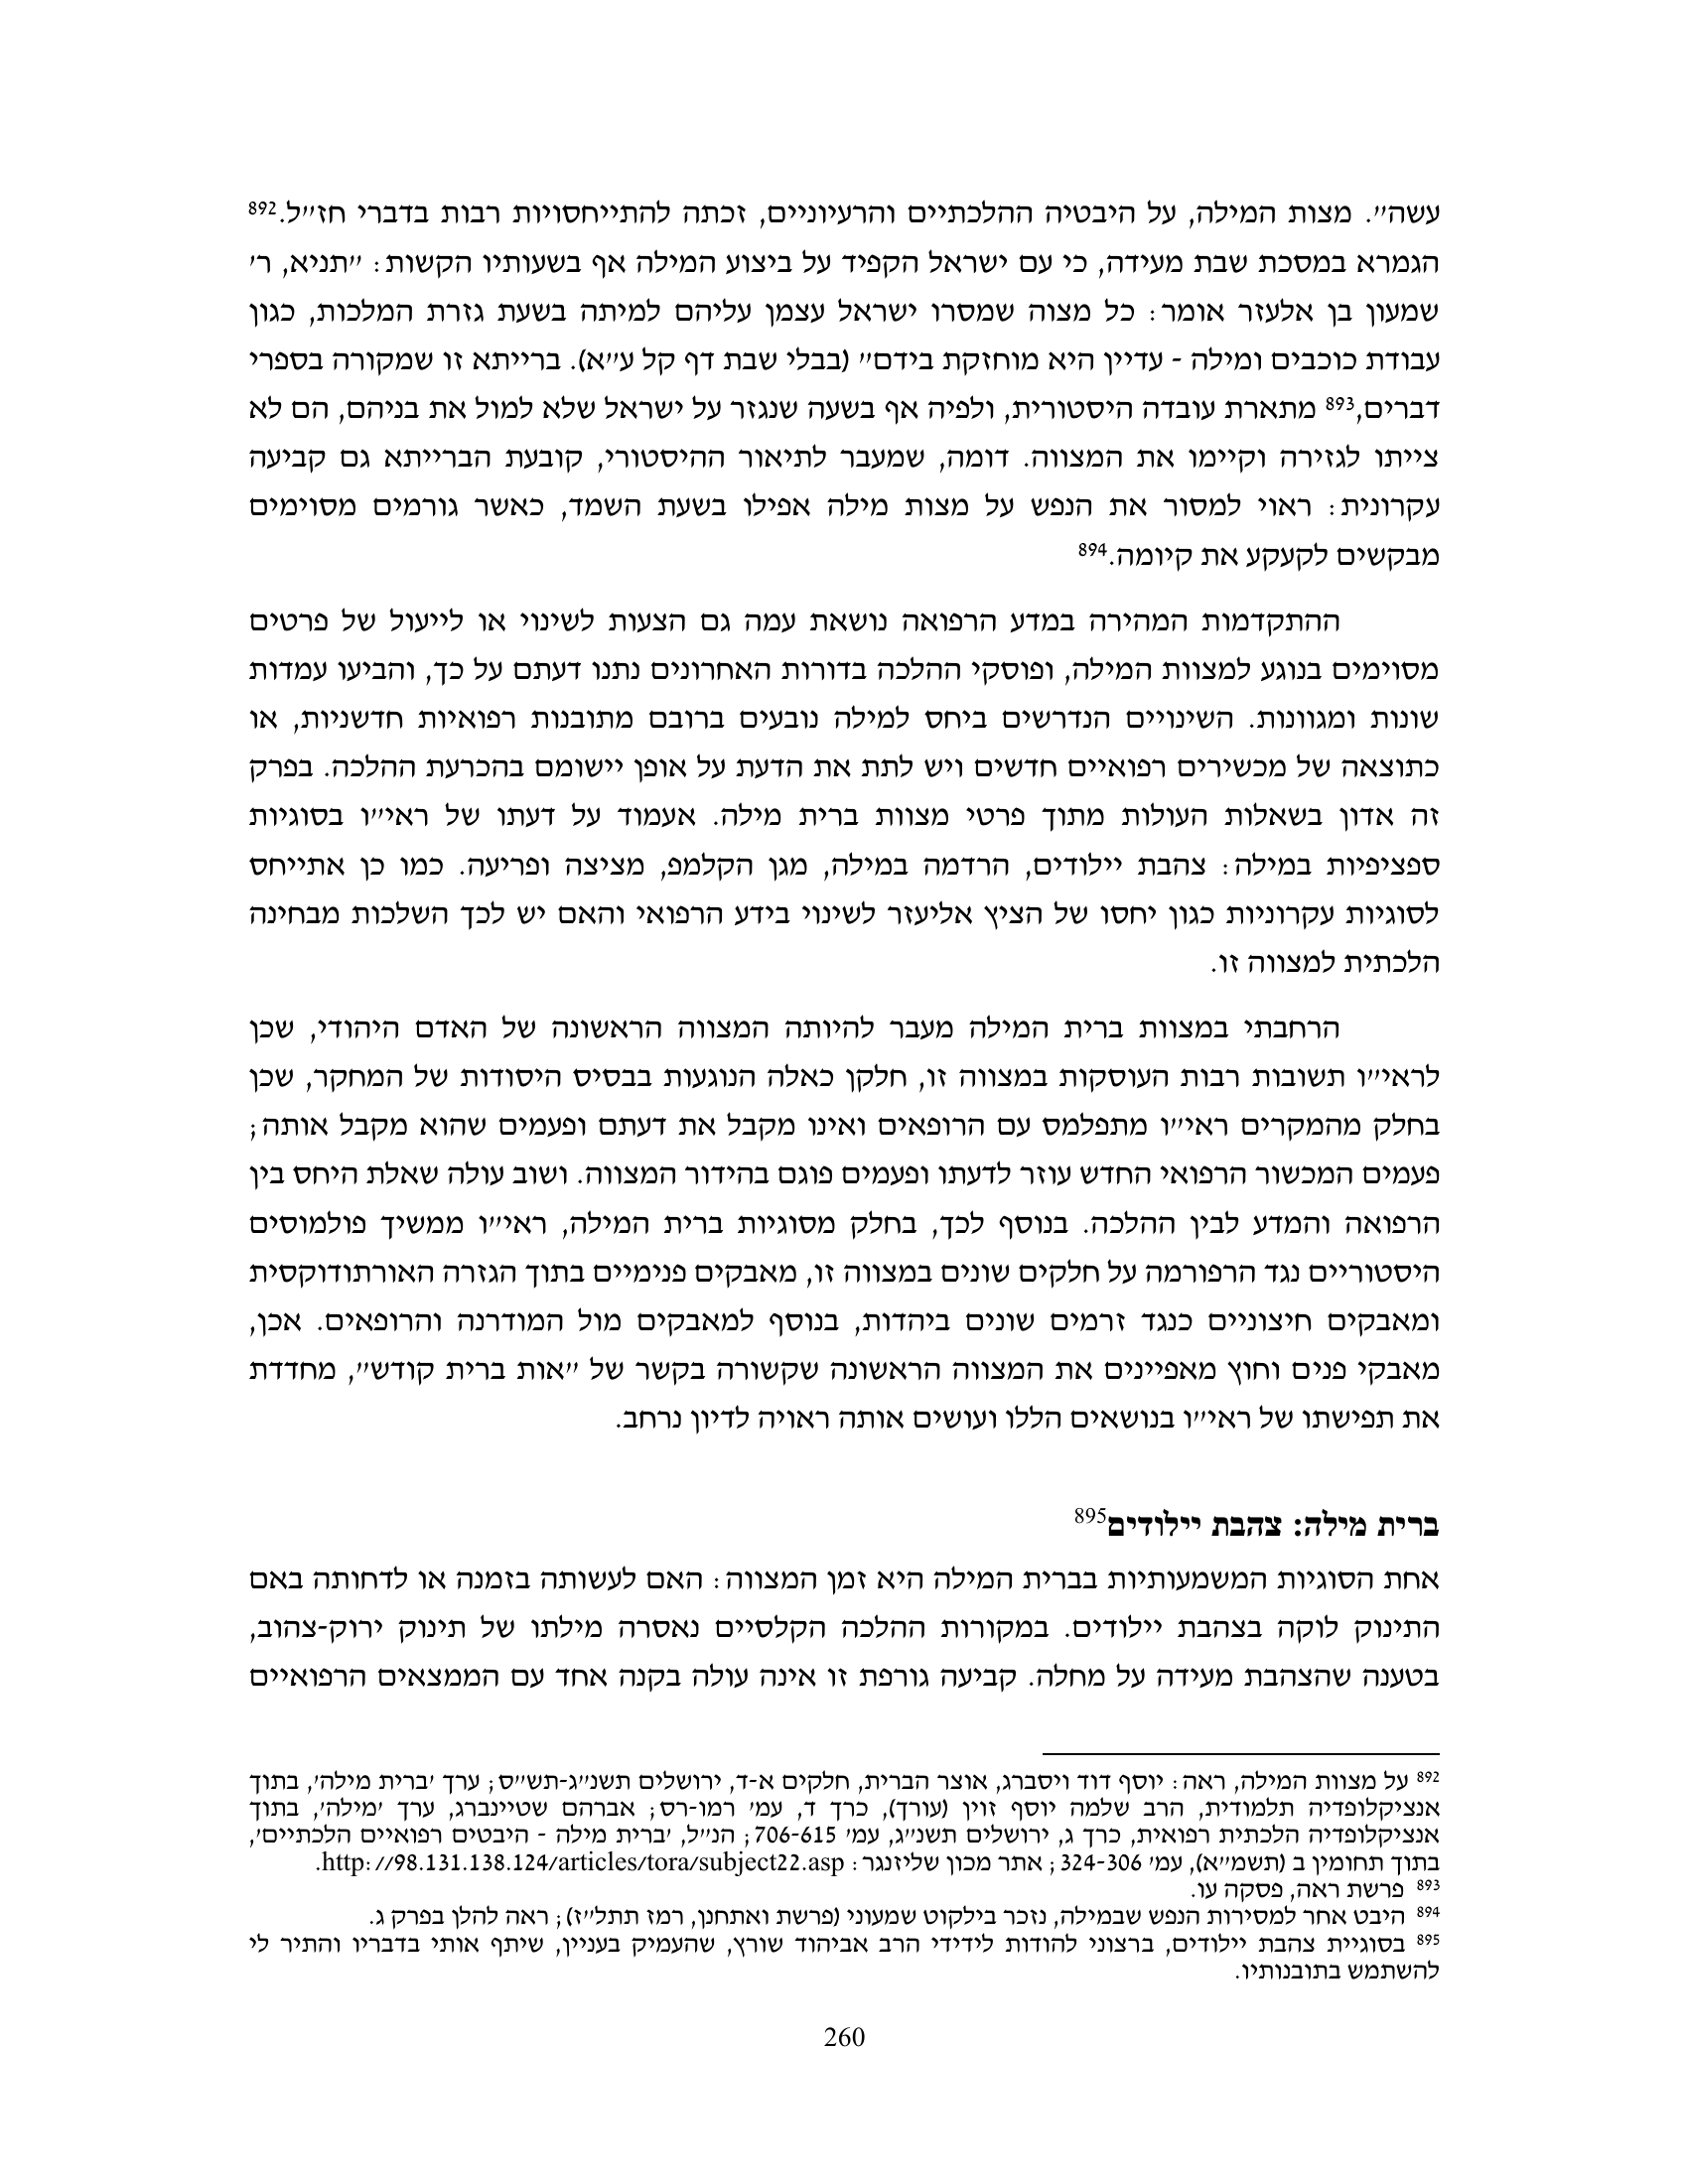 עשה״. מצות המילה, על היבטיה ההלכתיים והרעיוניים, זכתה להתייחסויות רבות בדברי חז״ל.892
הגמרא במסכת שבת מעידה, כי עם ישראל הקפיד על ביצוע המילה אף בשעותיו הקשות: ״תניא, ר׳
שמעון בן אלעזר אומר: כל מצוה שמסרו ישראל עצמן עליהם למיתה בשעת גזרת המלכות, כגון
עבודת כוכבים ומילה - עדיין היא מוחזקת בידם״ (בבלי שבת דף קל ע״א). ברייתא זו שמקורה בספרי
דברים,893 מתארת עובדה היסטורית, ולפיה אף בשעה שנגזר על ישראל שלא למול את בניהם, הם לא
צייתו לגזירה וקיימו את המצווה. דומה, שמעבר לתיאור ההיסטורי, קובעת הברייתא גם קביעה
עקרונית: ראוי למסור את הנפש על מצות מילה אפילו בשעת השמד, כאשר גורמים מסוימים
מבקשים לקעקע את קיומה.894
ההתקדמות המהירה במדע הרפואה נושאת עמה גם הצעות לשינוי או לייעול של פרטים
מסוימים בנוגע למצוות המילה, ופוסקי ההלכה בדורות האחרונים נתנו דעתם על כך, והביעו עמדות
שונות ומגוונות. השינויים הנדרשים ביחס למילה נובעים ברובם מתובנות רפואיות חדשניות, או
כתוצאה של מכשירים רפואיים חדשים ויש לתת את הדעת על אופן יישומם בהכרעת ההלכה. בפרק
זה אדון בשאלות העולות מתוך פרטי מצוות ברית מילה. אעמוד על דעתו של ראי״ו בסוגיות
ספציפיות במילה: צהבת יילודים, הרדמה במילה, מגן הקלמפ, מציצה ופריעה. כמו כן אתייחס
לסוגיות עקרוניות כגון יחסו של הציץ אליעזר לשינוי בידע הרפואי והאם יש לכך השלכות מבחינה
הלכתית למצווה זו.
הרחבתי במצוות ברית המילה מעבר להיותה המצווה הראשונה של האדם היהודי, שכן
לראי״ו תשובות רבות העוסקות במצווה זו, חלקן כאלה הנוגעות בבסיס היסודות של המחקר, שכן
בחלק מהמקרים ראי״ו מתפלמס עם הרופאים ואינו מקבל את דעתם ופעמים שהוא מקבל אותה;
פעמים המכשור הרפואי החדש עוזר לדעתו ופעמים פוגם בהידור המצווה. ושוב עולה שאלת היחס בין
הרפואה והמדע לבין ההלכה. בנוסף לכך, בחלק מסוגיות ברית המילה, ראי״ו ממשיך פולמוסים
היסטוריים נגד הרפורמה על חלקים שונים במצווה זו, מאבקים פנימיים בתוך הגזרה האורתודוקסית
ומאבקים חיצוניים כנגד זרמים שונים ביהדות, בנוסף למאבקים מול המודרנה והרופאים. אכן,
מאבקי פנים וחוץ מאפיינים את המצווה הראשונה שקשורה בקשר של ״אות ברית קודש״, מחדדת
את תפישתו של ראי״ו בנושאים הללו ועושים אותה ראויה לדיון נרחב.
ברית מילה: צהבת יילודים895
אחת הסוגיות המשמעותיות בברית המילה היא זמן המצווה: האם לעשותה בזמנה או לדחותה באם
התינוק לוקה בצהבת יילודים. במקורות ההלכה הקלסיים נאסרה מילתו של תינוק ירוק-צהוב,
בטענה שהצהבת מעידה על מחלה. קביעה גורפת זו אינה עולה בקנה אחד עם הממצאים הרפואיים
892 על מצוות המילה, ראה: יוסף דוד ויסברג, אוצר הברית, חלקים א-ד, ירושלים תשנ״ג-תש״ס; ערך ׳ברית מילה׳, בתוך
אנציקלופדיה תלמודית, הרב שלמה יוסף זוין (עורך), כרך ד, עמ׳ רמו-רס; אברהם שטיינברג, ערך ׳מילה׳, בתוך
אנציקלופדיה הלכתית רפואית, כרך ג, ירושלים תשנ״ג, עמ׳ 706-615; הנ״ל, ׳ברית מילה - היבטים רפואיים הלכתיים׳,
בתוך תחומין ב (תשמ״א), עמ׳ 324-306; אתר מכון שליזנגר: http://98.131.138.124/articles/tora/subject22.asp.
893 פרשת ראה, פסקה עו.
894 היבט אחר למסירות הנפש שבמילה, נזכר בילקוט שמעוני (פרשת ואתחנן, רמז תתל״ז); ראה להלן בפרק ג.
895 בסוגיית צהבת יילודים, ברצוני להודות לידידי הרב אביהוד שורץ, שהעמיק בעניין, שיתף אותי בדבריו והתיר לי
להשתמש בתובנותיו.
260